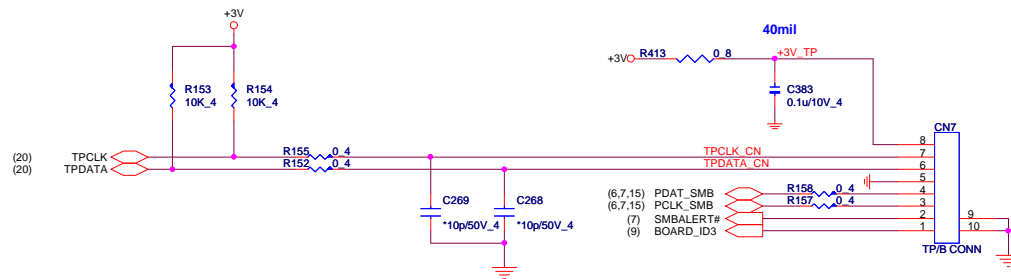 +3V
40mil
+3V
R413
0_8
+3V_TP
R153
10K_4
R154
10K_4
C383
0.1u/10V_4
CN7
(20)
TPCLK
R155
0_4
TPCLK_CN
(20)
TPDATA
R152
0_4
TPDATA_CN
8
7
6
5
4
3
2
1
9
10
(6,7,15)
PDAT_SMB
R158
0_4
(6,7,15)
PCLK_SMB
R157
0_4
(7)
SMBALERT#
(9)
BOARD_ID3
C269
*10p/50V_4
C268
*10p/50V_4
TP/B CONN